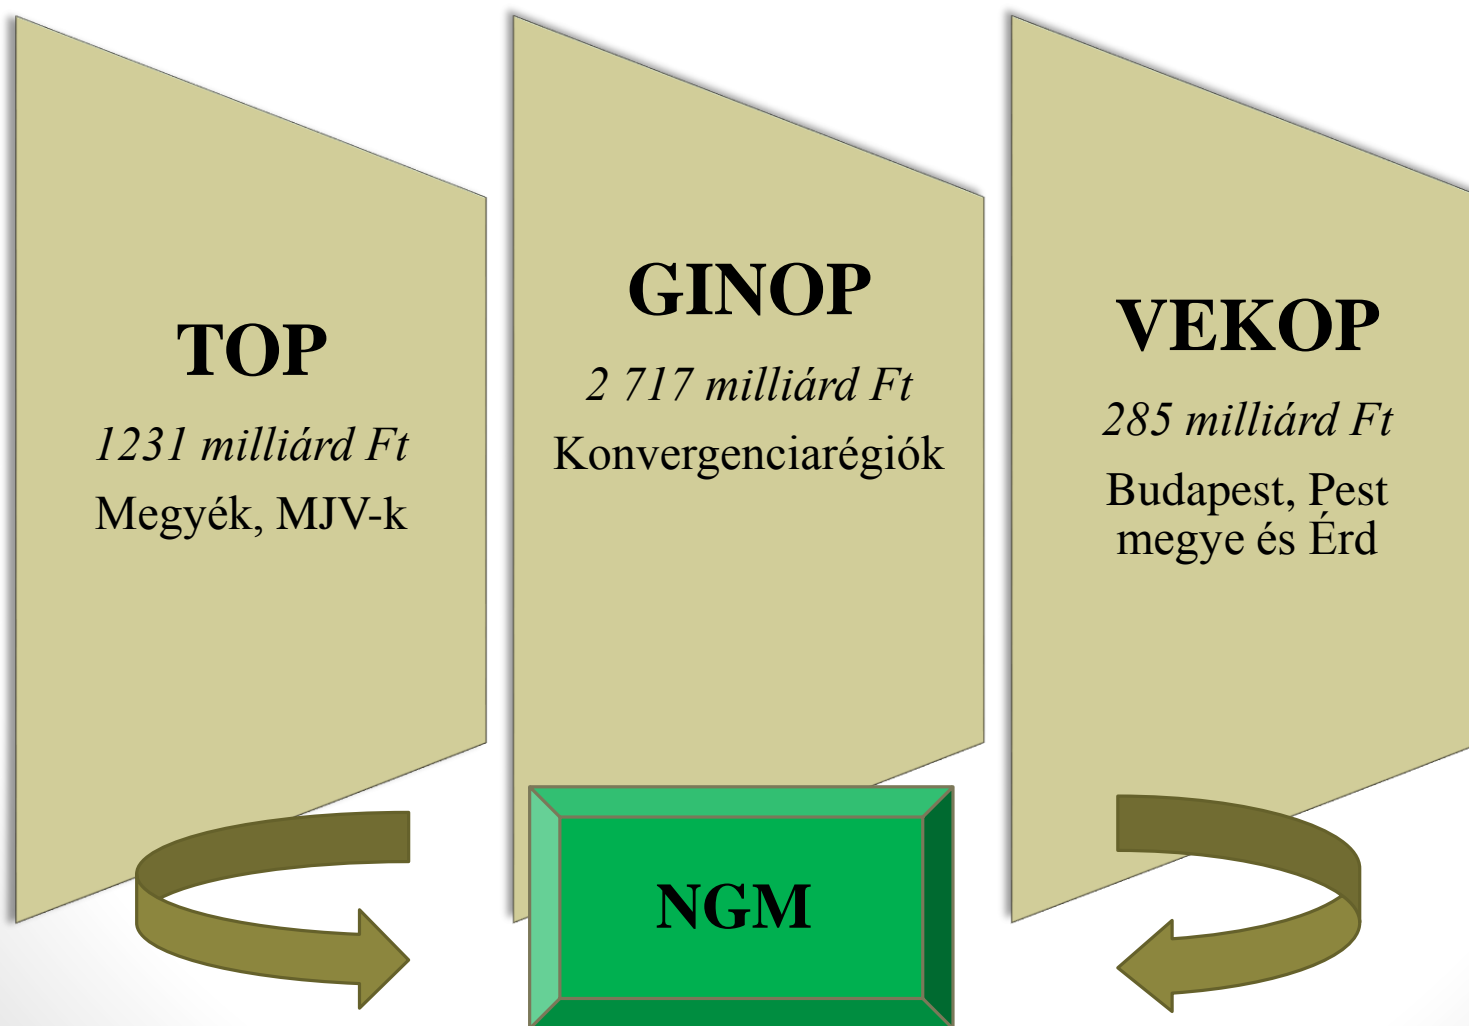 TOP
1231 milliárd Ft
Megyék, MJV-k
GINOP
2 717 milliárd Ft
Konvergenciarégiók
VEKOP
285 milliárd Ft
Budapest, Pest
megye és Érd
NGM